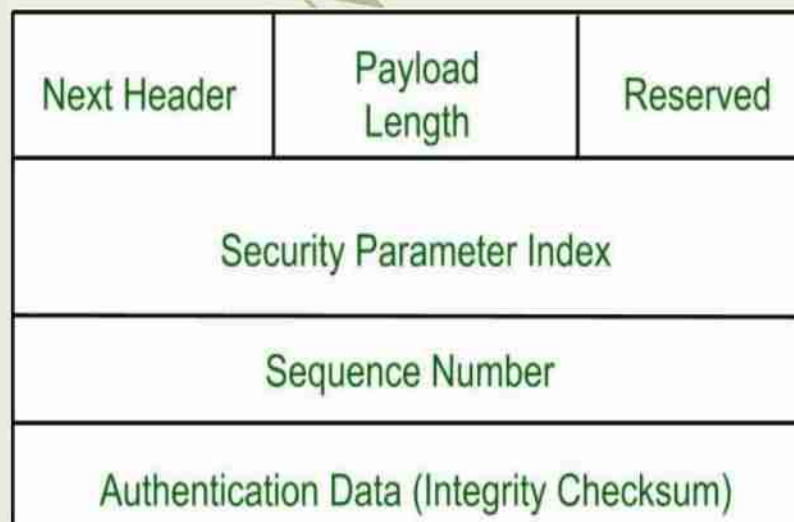 Next Header
Payload
Length
Reserved
Security Parameter Index
Sequence Number
Authentication Data (Integrity Checksum)